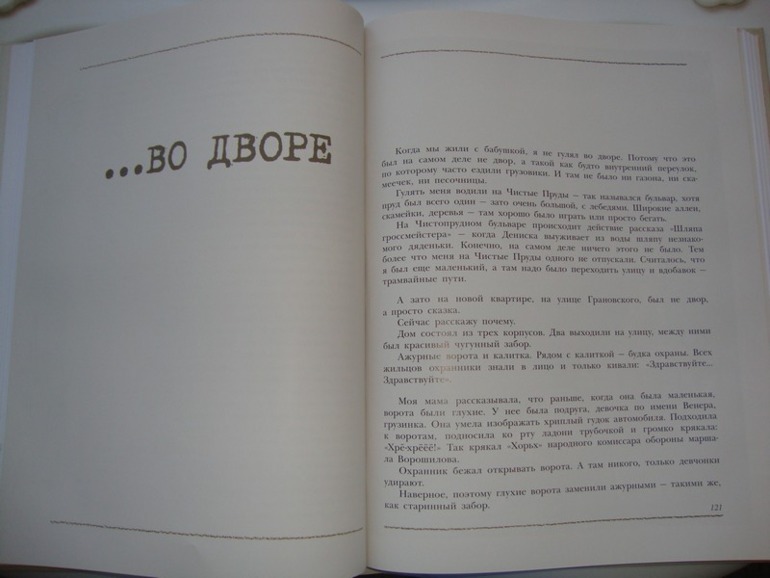 ...ВО ДВОРЕ
Когда мы жили с бабушкой, я не гулял во дворе. Потому что это
был на самом деле не двор, а такой как будто внутренний переулок,
по которому часто ездили грузовики. И там не было ни газона, ни ска-
меечек, ни песочницы.
Гулять меня водили на Чистые Пруды – так назывался бульвар, хотя
пруд был всего один – зато очень большой, с лебедями. Широкие аллеи,
скамейки, деревья – там хорошо было играть или просто бегать.
На Чистопрудном бульваре происходит действие рассказа «Шляпа
гроссмейстера» – когда Дениска выуживает из воды шляпу незнако-
мого дяденьки. Конечно, на самом деле ничего этого не было. Тем
более что меня на Чистые Пруды одного не отпускали. Считалось, что
я был еще маленький, а там надо было переходить улицу и вдобавок –
трамвайные пути.
А зато на новой квартире, на улице Грановского, был не двор,
а просто сказка.
Сейчас расскажу почему.
Дом состоял из трех корпусов. Два выходили на улицу, между ними
был красивый чугунный забор.
Ажурные ворота и калитка. Рядом с калиткой – будка охраны. Всех
жильцов охранники знали в лицо и только кивали: «Здравствуйте...
Здравствуйте».
Моя мама рассказывала, что раньше, когда она была маленькая,
ворота были глухие. У нее была подруга, девочка по имени Венера,
грузинка. Она умела изображать хриплый гудок автомобиля. Подходила
к воротам, подносила ко рту ладони трубочкой и громко крякала:
«Хрё-хрёёё!» Так крякал «Хорьх» народного комиссара обороны марша-
ла Ворошилова.
Охранник бежал открывать ворота. А там никого, только девчонки
удирают.
Наверное, поэтому глухие ворота заменили ажурными – такими же,
как старинный забор.
121